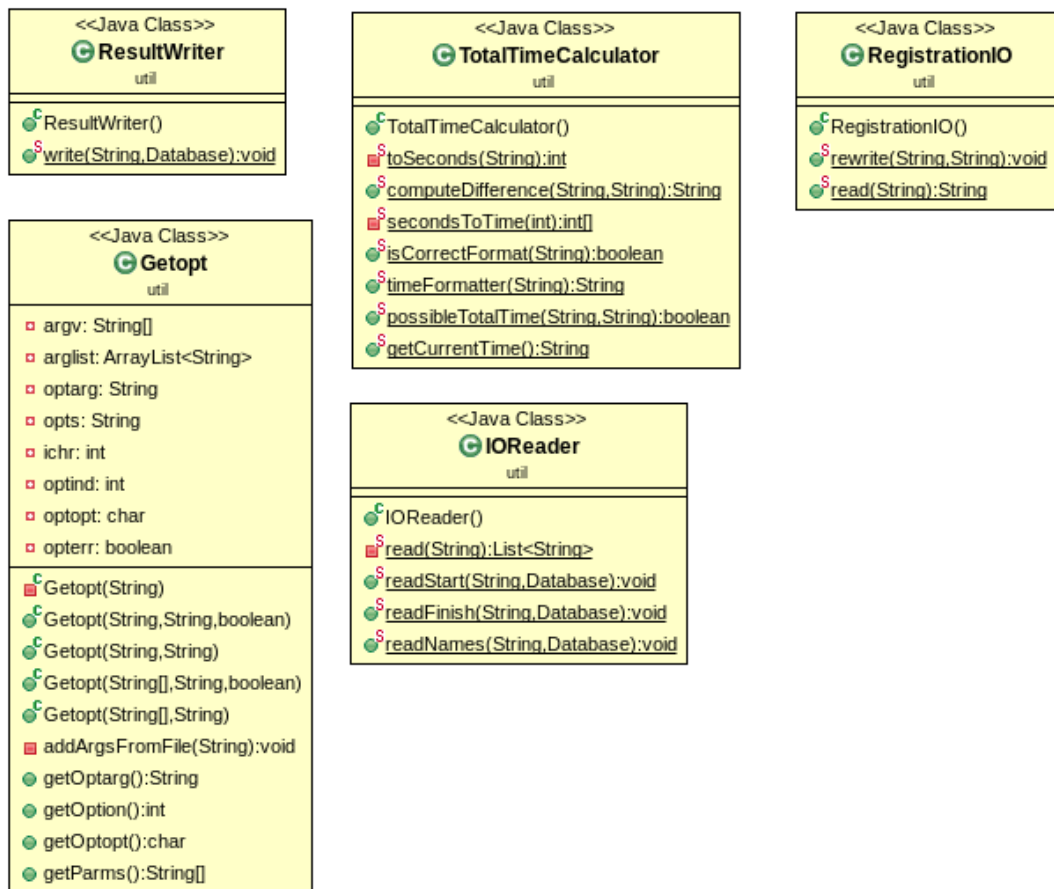 <<Java Class>>
ResultWriter
util
ResultWriter()
write(String,Database):void
<<Java Class>>
TotalTimeCalculator
util
TotalTimeCalculator()
toSeconds(String):int
computeDifference(String,String):String
secondsToTime(int):int[]
isCorrectFormat(String):boolean
timeFormatter(String):String
possibleTotalTime(String,String):boolean
getCurrentTime():String
<<Java Class>>
RegistrationIO
util
RegistrationIO()
rewrite(String,String):void
read(String):String
<<Java Class>>
Getopt
util
argv: String[]
arglist: ArrayList<String>
optarg: String
opts: String
ichr: int
optind: int
optopt: char
opterr: boolean
Getopt(String)
Getopt(String,String,boolean)
Getopt(String,String)
Getopt(String[],String,boolean)
Getopt(String[],String)
addArgsFromFile(String):void
getOptarg():String
getOption():int
getOptopt():char
getParms():String[]
<<Java Class>>
IOReader
util
IOReader()
read(String):List<String>
readStart(String,Database):void
readFinish(String,Database):void
readNames(String,Database):void